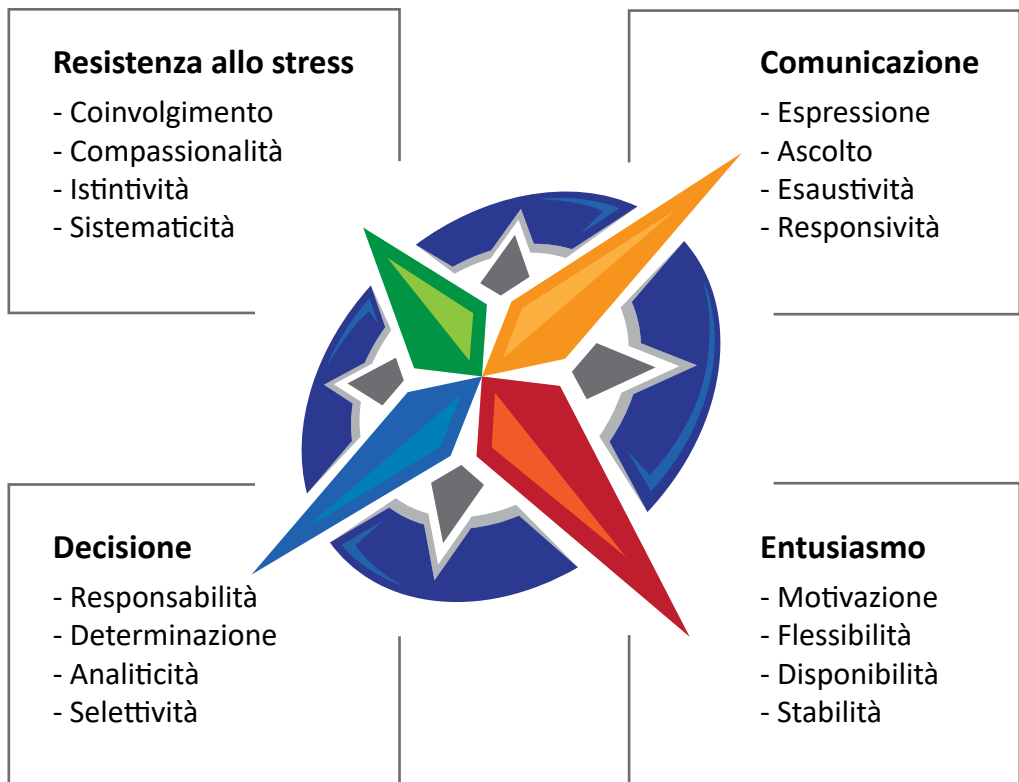 Resistenza allo stress
- Coinvolgimento
- Compassionalità
- Istintività
- Sistematicità
Comunicazione
- Espressione
- Ascolto
- Esaustività
- Responsività
Decisione
- Responsabilità
- Determinazione
- Analiticità
- Selettività
Entusiasmo
- Motivazione
- Flessibilità
- Disponibilità
- Stabilità